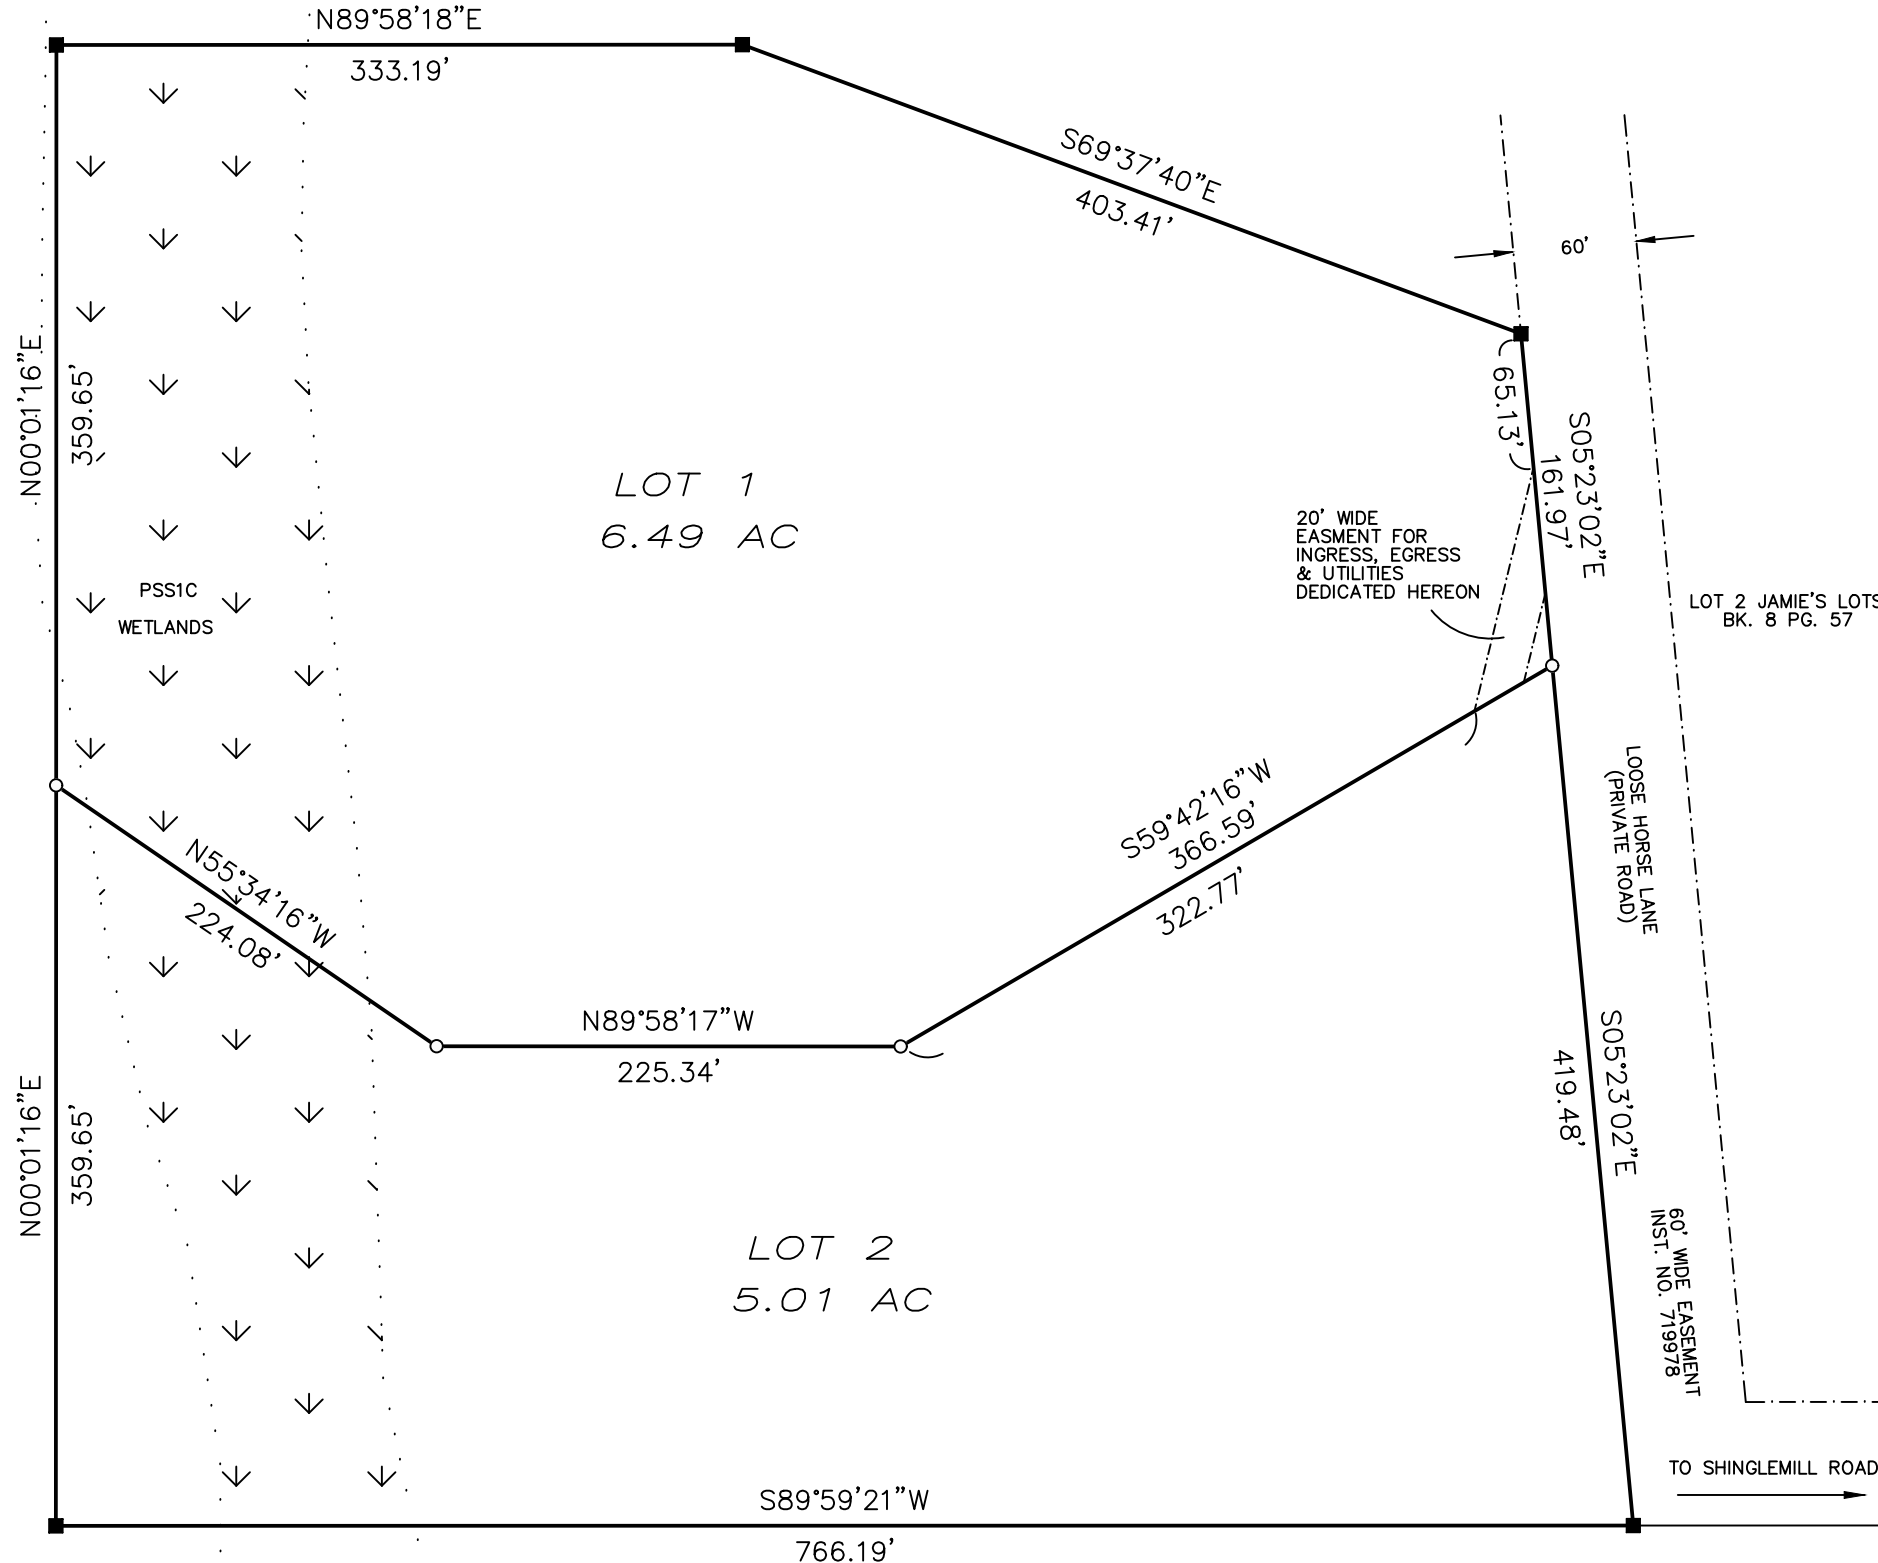 N89°58'18"E
333.19'
S69°37'40"E
403.41'
60'
N00°01'16"E
359.65'
65.13'
S05°23'02"E
161.97'
LOT 1
6.49 AC
20' WIDE
EASMENT FOR
INGRESS, EGRESS
& UTILITIES
DEDICATED HEREON
PSS1C
WETLANDS
LOT 2 JAMIE'S LOTS
BK. 8 PG. 57
LOOSE HORSE LANE
(PRIVATE ROAD)
S59°42'16"W
366.59'
322.77'
N55°34'16"W
224.08'
N89°58'17"W
225.34'
S05°23'02"E
419.48'
N00°01'16"E
359.65'
LOT 2
5.01 AC
60' WIDE EASEMENT
INST. NO. 719978
TO SHINGLEMILL ROAD
S89°59'21"W
766.19'